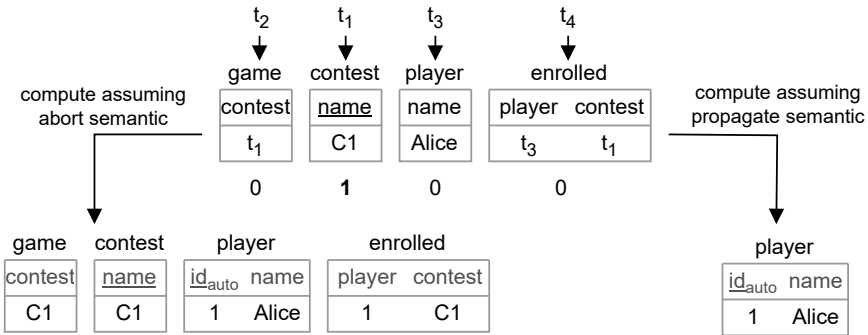 t2 t1 t3 t4
game contest player enrolled
compute assuming
abort semantic
contest name name player contest
t1 C1 Alice t3 t1
compute assuming
propagate semantic
0 1 0 0
game contest player enrolled
contest name idauto name player contest
C1 C1 1 Alice 1 C1
player
idauto name
1 Alice